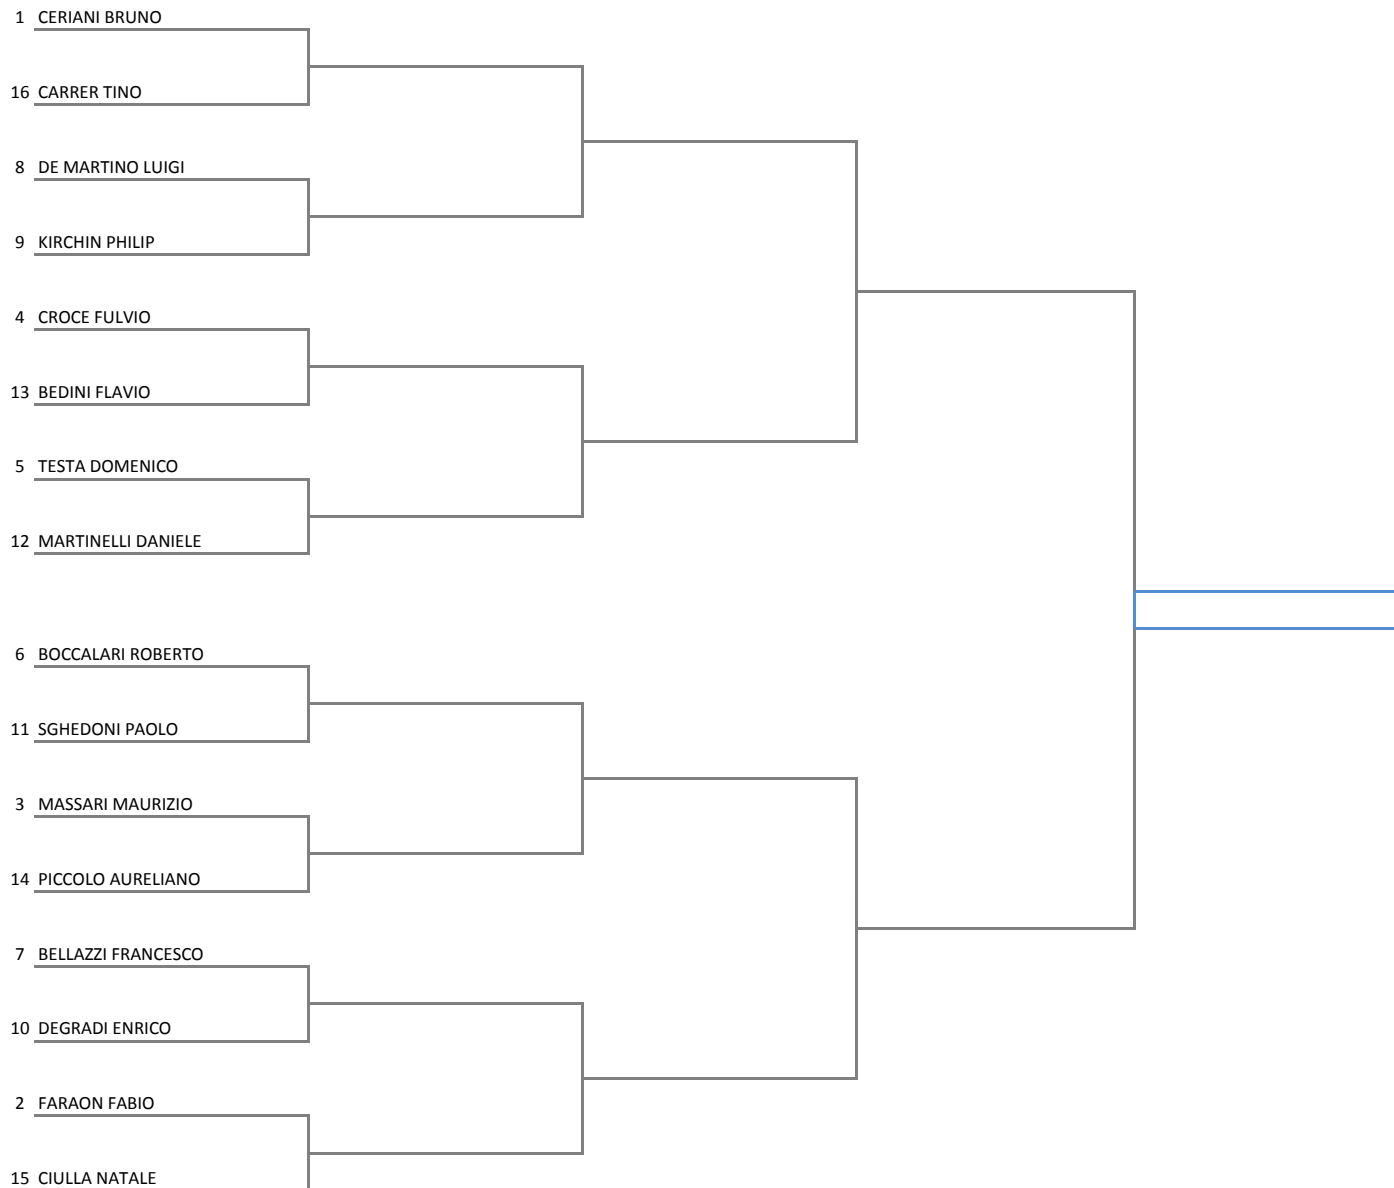 1 CERIANI BRUNO
16 CARRER TINO
8 DE MARTINO LUIGI
9 KIRCHIN PHILIP
4 CROCE FULVIO
13 BEDINI FLAVIO
5 TESTA DOMENICO
12 MARTINELLI DANIELE
6 BOCCALARI ROBERTO
11 SGHEDONI PAOLO
3 MASSARI MAURIZIO
14 PICCOLO AURELIANO
7 BELLAZZI FRANCESCO
10 DEGRADI ENRICO
2 FARAON FABIO
15 CIULLA NATALE